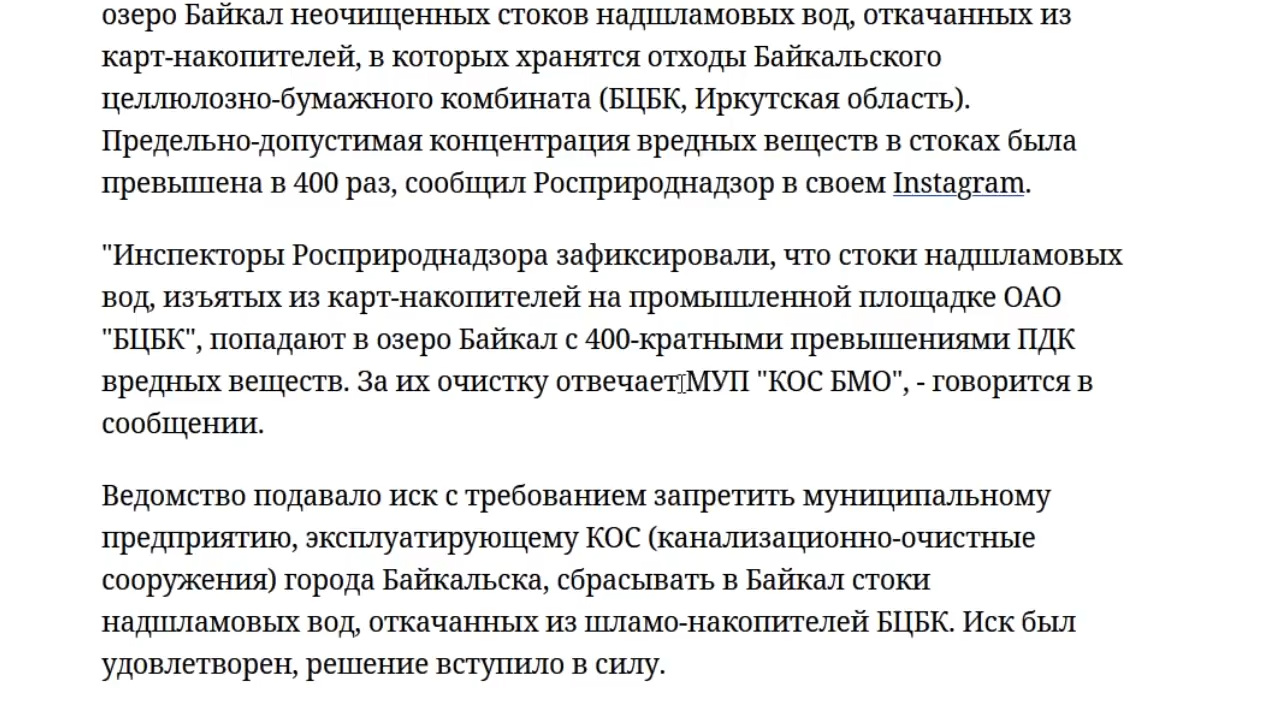 озеро Байкал неочищенных стоков надшламовых вод, откачанных из
карт-накопителей, в которых хранятся отходы Байкальского
целлюлозно-бумажного комбината (БЦБК, Иркутская область).
Предельно-допустимая концентрация вредных веществ в стоках была
превышена в 400 раз, сообщил Росприроднадзор в своем Instagram.
"Инспекторы Росприроднадзора зафиксировали, что стоки надшламовых
вод, изъятых из карт-накопителей на промышленной площадке ОАО
"БЦБК", попадают в озеро Байкал с 400-кратными превышениями ПДК
вредных веществ. За их очистку отвечает МУП "КОС БМО", - говорится в
сообщении.
Ведомство подавало иск с требованием запретить муниципальному
предприятию, эксплуатирующему КОС (канализационно-очистные
сооружения) города Байкальска, сбрасывать в Байкал стоки
надшламовых вод, откачанных из шламо-накопителей БЦБК. Иск был
удовлетворен, решение вступило в силу.